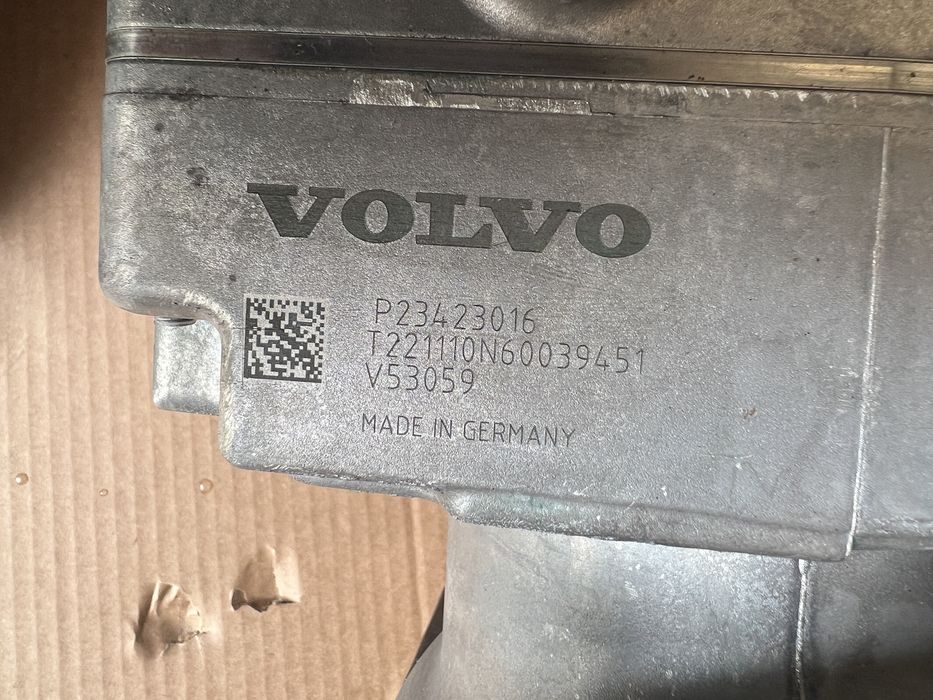 VOLVO
P23423016
T221110N60039451
V53059
MADE IN GERMANY